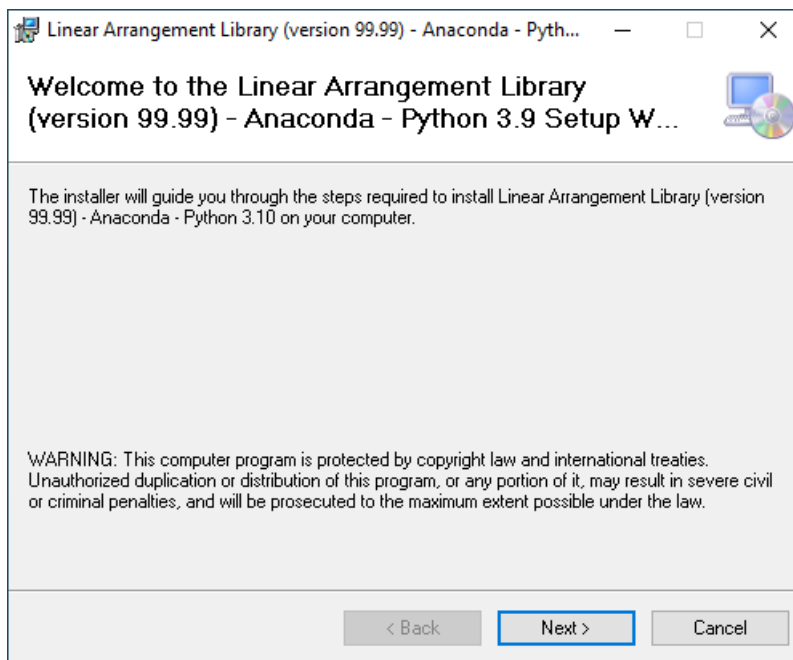 Linear Arrangement Library (version 99.99) - Anaconda - Pyth...
Welcome to the Linear Arrangement Library
(version 99.99) - Anaconda - Python 3.9 Setup W...
The installer will guide you through the steps required to install Linear Arrangement Library (version
99.99) - Anaconda - Python 3.10 on your computer.
WARNING: This computer program is protected by copyright law and international treaties.
Unauthorized duplication or distribution of this program, or any portion of it, may result in severe civil
or criminal penalties, and will be prosecuted to the maximum extent possible under the law.
< Back Next > Cancel